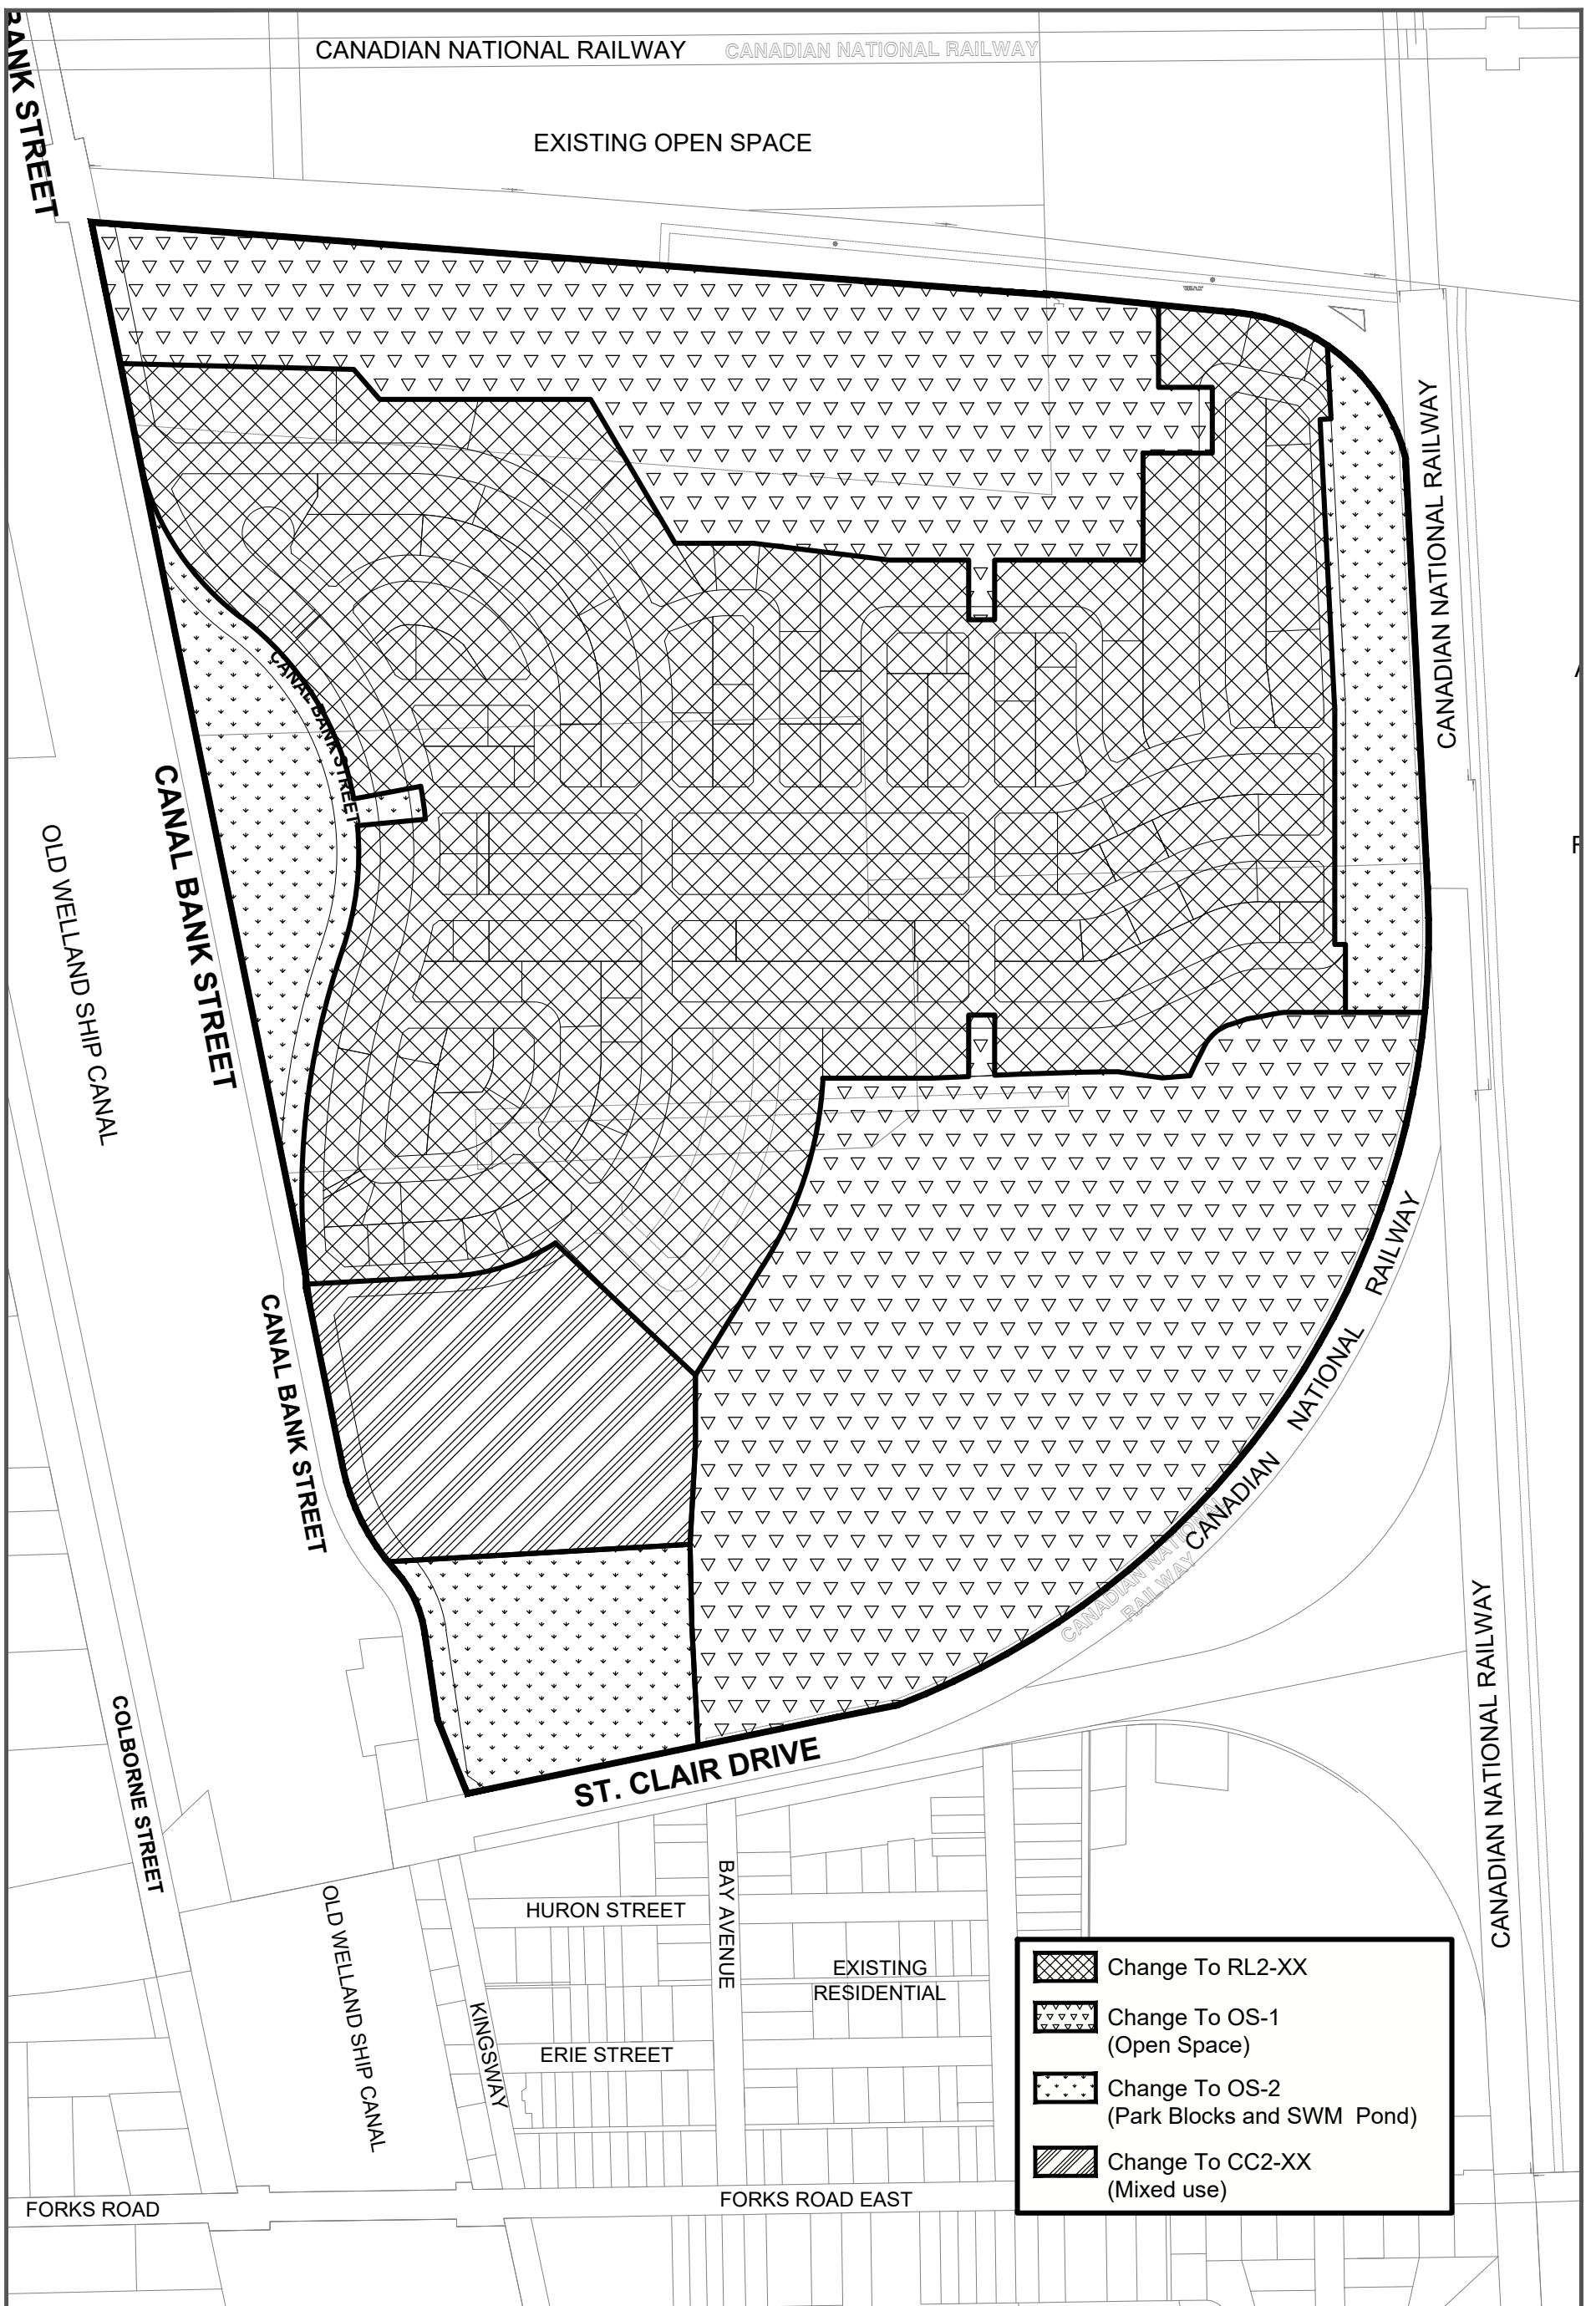 CANADIAN NATIONAL RAILWAY
CANADIAN NATIONAL RAILWAY
BANK STREET
EXISTING OPEN SPACE
CANADIAN NATIONAL RAILWAY
CANAL BANK STREET
CANAL BANK STREET
OLD WELLAND SHIP CANAL
CANADIAN NATIONAL RAILWAY
CANAL BANK STREET
CANADIAN NATIONAL
RAILWAY
CANADIAN NATIONAL RAILWAY
COLBORNE STREET
ST. CLAIR DRIVE
OLD WELLAND SHIP CANAL
BAY AVENUE
HURON STREET
EXISTING
RESIDENTIAL
KINGSWAY
ERIE STREET
Change To RL2-XX
Change To OS-1
(Open Space)
Change To OS-2
(Park Blocks and SWM Pond)
Change To CC2-XX
(Mixed use)
FORKS ROAD
FORKS ROAD EAST